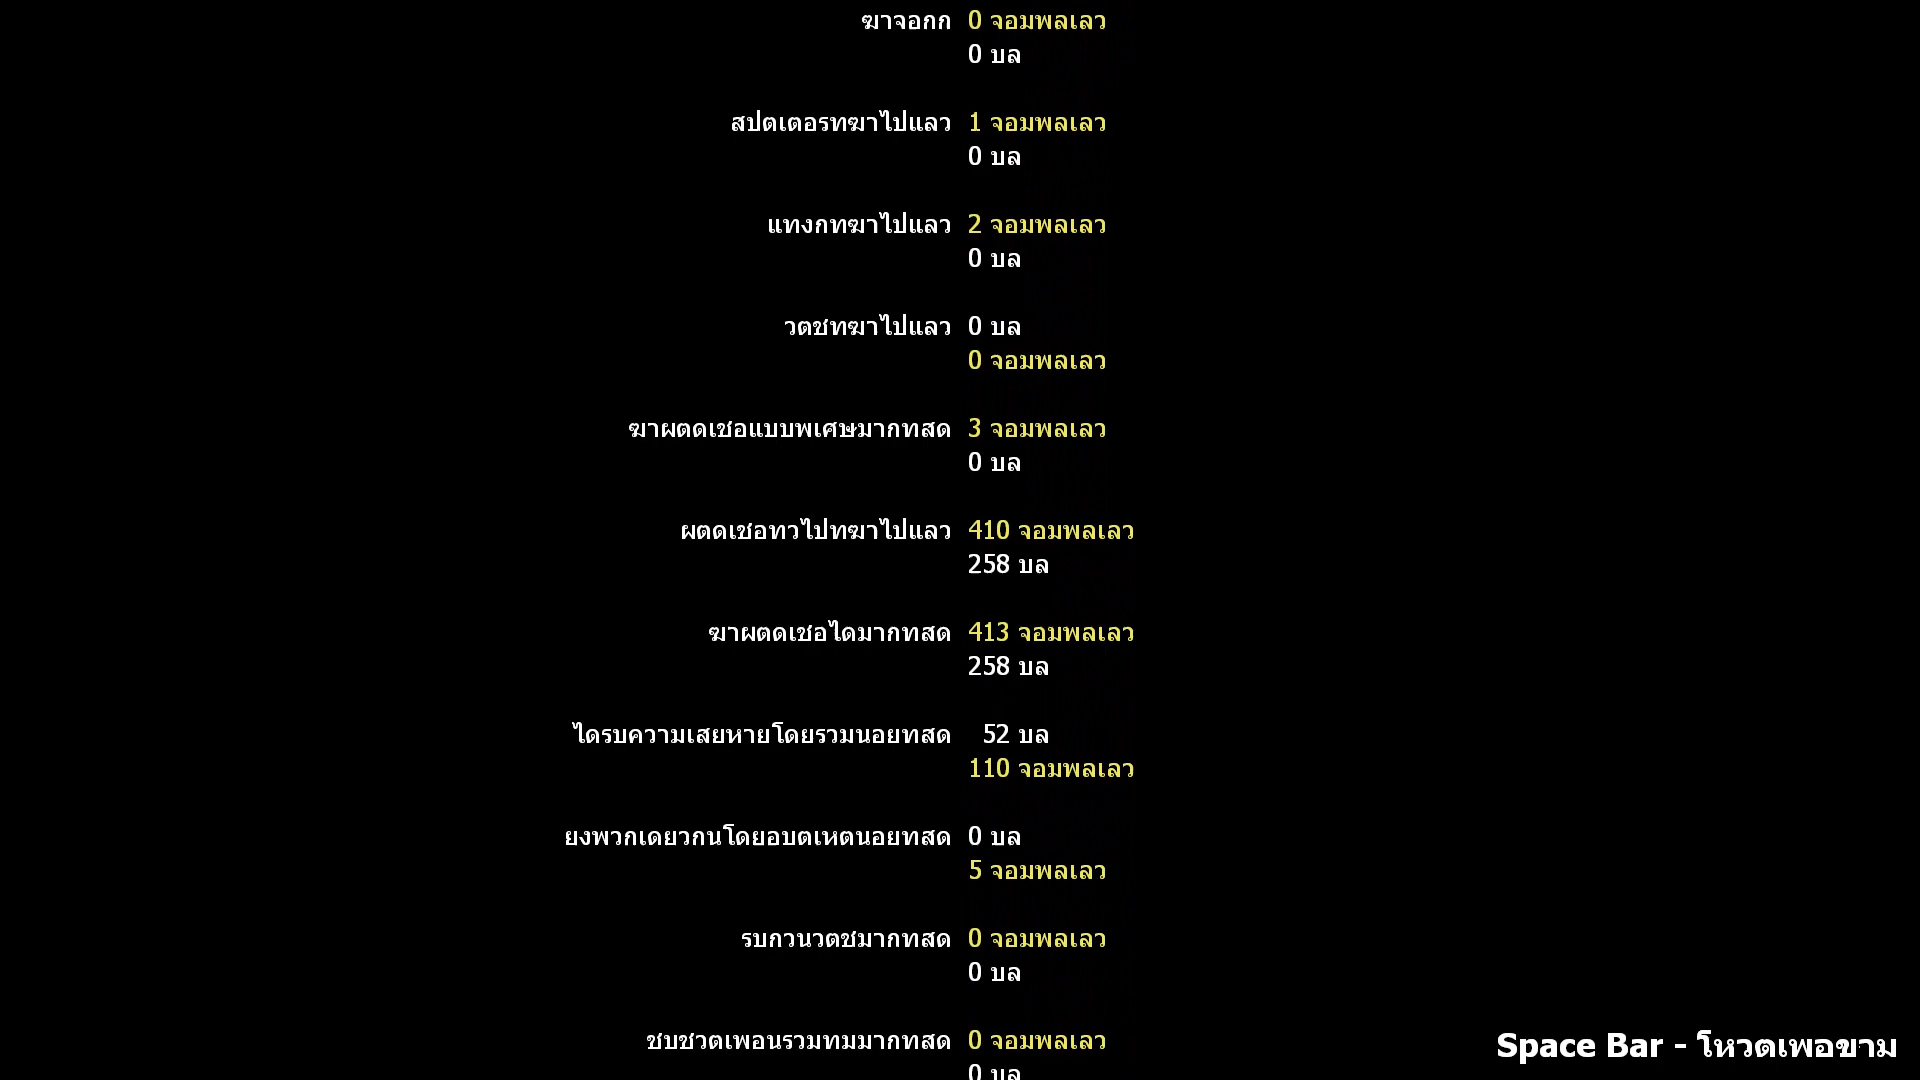 ฆาจอกก 0 จอมพลเลว
0 บล
สปตเตอรทฆาไปแลว 1 จอมพลเลว
0 บล
แทงกทฆาไปแลว 2 จอมพลเลว
0 บล
วตชทฆาไปแลว 0 บล
0 จอมพลเลว
ฆาผตดเชอแบบพเศษมากทสด 3 จอมพลเลว
0 บล
ผตดเชอทวไปทฆาไปแลว 410 จอมพลเลว
258 บล
ฆาผตดเชอไดมากทสด 413 จอมพลเลว
258 บล
ไดรบความเสยหายโดยรวมนอยทสด 52 บล
110 จอมพลเลว
ยงพวกเดยวกนโดยอบตเหตนอยทสด 0 บล
5 จอมพลเลว
รบกวนวตชมากทสด 0 จอมพลเลว
0 บล
ชบชวตเพอนรวมทมมากทสด 0 จอมพลเลว
0 บล
Space Bar - โหวตเพอขาม